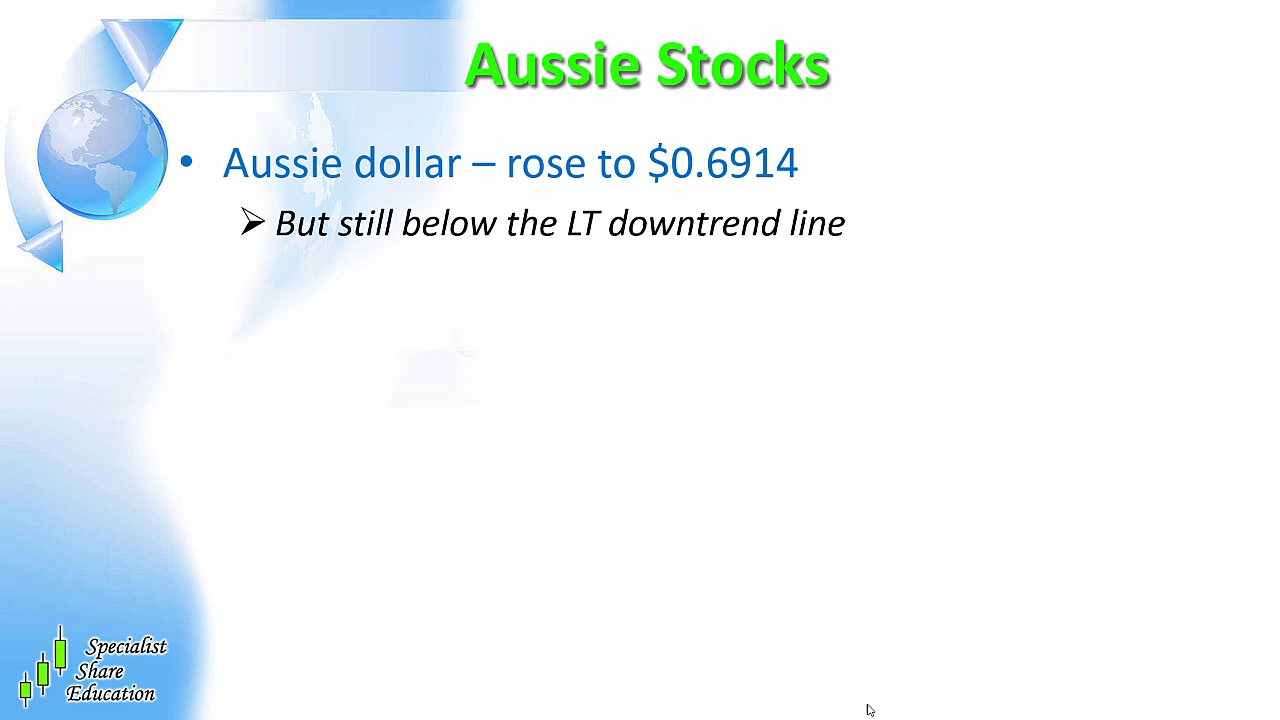 Aussie Stocks
• Aussie dollar – rose to $0.6914
➢ But still below the LT downtrend line
Specialist
Share
Education